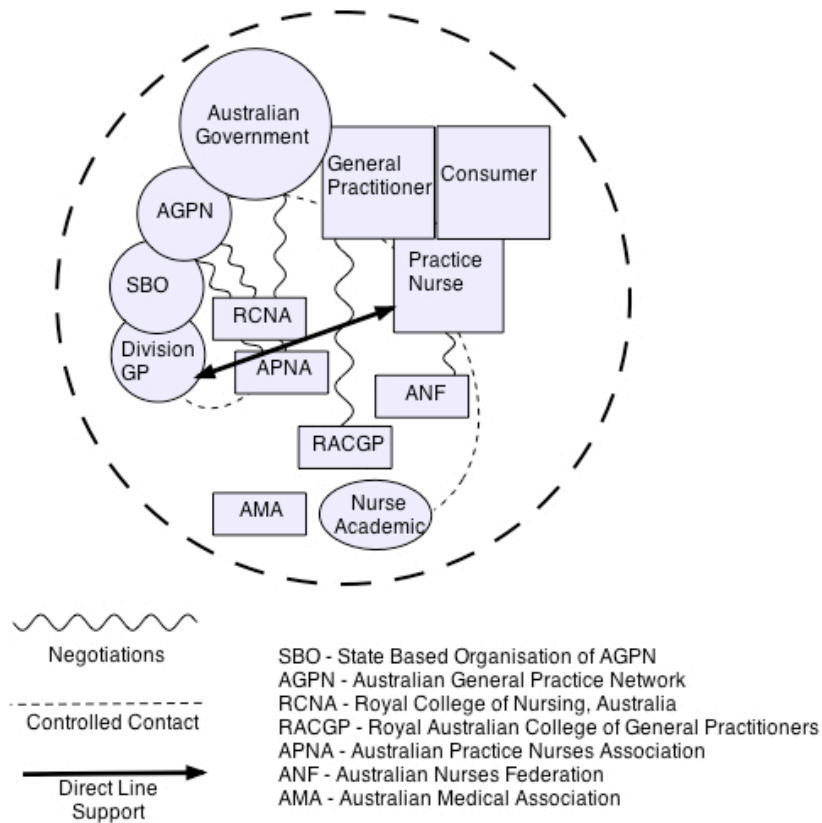 Australian
Government
General
Practitioner
Consumer
AGPN
Practice
Nurse
SBO
RCNA
Division
GP
APNA
ANF
RACGP
AMA
Nurse
Academic
Negotiations
Controlled Contact
Direct Line
Support
SBO - State Based Organisation of AGPN
AGPN - Australian General Practice Network
RCNA - Royal College of Nursing, Australia
RACGP - Royal Australian College of General Practitioners
APNA - Australian Practice Nurses Association
ANF - Australian Nurses Federation
AMA - Australian Medical Association